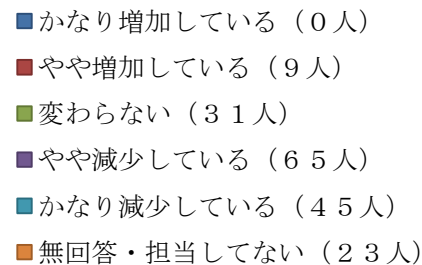 かなり増加している（０人）
やや増加している（９人）
変わらない（３１人）
やや減少している（６５人）
かなり減少している（４５人）
無回答・担当してない（２３人）